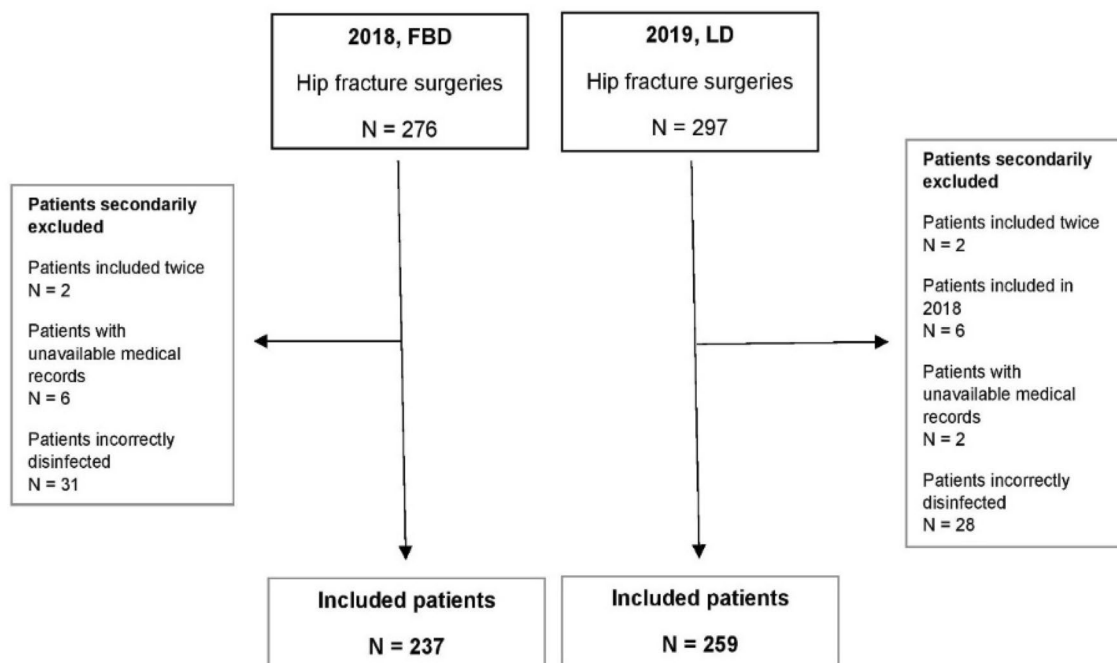 2018, FBD
Hip fracture surgeries
N = 276
2019, LD
Hip fracture surgeries
N = 297
Patients secondarily
excluded
Patients included twice
N = 2
Patients with
unavailable medical
records
N = 6
Patients incorrectly
disinfected
N = 31
Patients secondarily
excluded
Patients included twice
N = 2
Patients included in
2018
N = 6
Patients with
unavailable medical
records
N = 2
Patients incorrectly
disinfected
N = 28
Included patients
N = 237
Included patients
N = 259